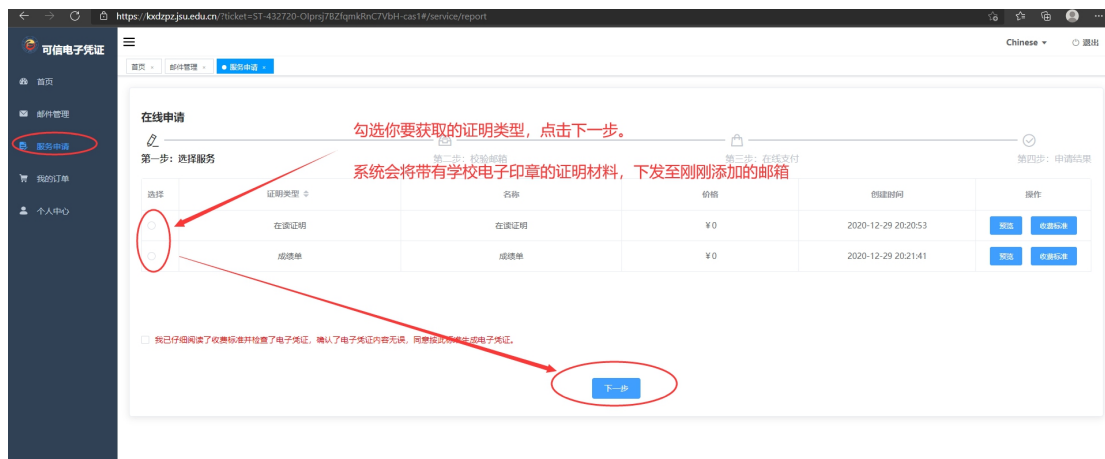 https://kxdzpz.jsu.edu.cn/?ticket=ST-432720-Olprsj7BZfqmkRnC7VbH-cas1#/service/report
可信电子凭证
Chinese
退出
首页
邮件管理
服务申请
首页
邮件管理
服务申请
我的订单
个人中心
在线申请
勾选你要获取的证明类型，点击下一步。
第一步：选择服务
第二步：校验邮箱
第三步：在线支付
第四步：申请结果
系统会将带有学校电子印章的证明材料，下发至刚刚添加的邮箱
选择 证明类型 名称 价格 创建时间 操作
在读证明 在读证明 ¥0 2020-12-29 20:20:53 预览 收费标准
成绩单 成绩单 ¥0 2020-12-29 20:21:41 预览 收费标准
我已仔细阅读了收费标准并检查了电子凭证，确认了电子凭证内容无误，同意按此标准生成电子凭证。
下一步